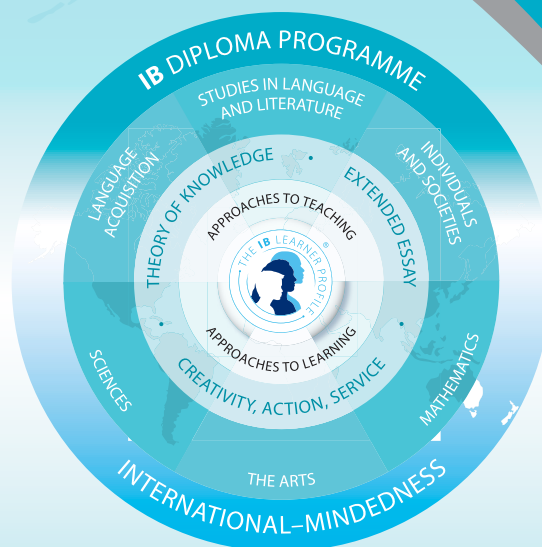 IB DIPLOMA PROGRAMME
STUDIES IN LANGUAGE
AND LITERATURE
LANGUAGE
ACQUISITION
INDIVIDUALS
AND SOCIETIES
THEORY OF KNOWLEDGE
EXTENDED ESSAY
APPROACHES TO TEACHING
THE IB LEARNER PROFILE ®
APPROACHES TO LEARNING
CREATIVITY, ACTION, SERVICE
SCIENCES
MATHEMATICS
THE ARTS
INTERNATIONAL–MINDEDNESS